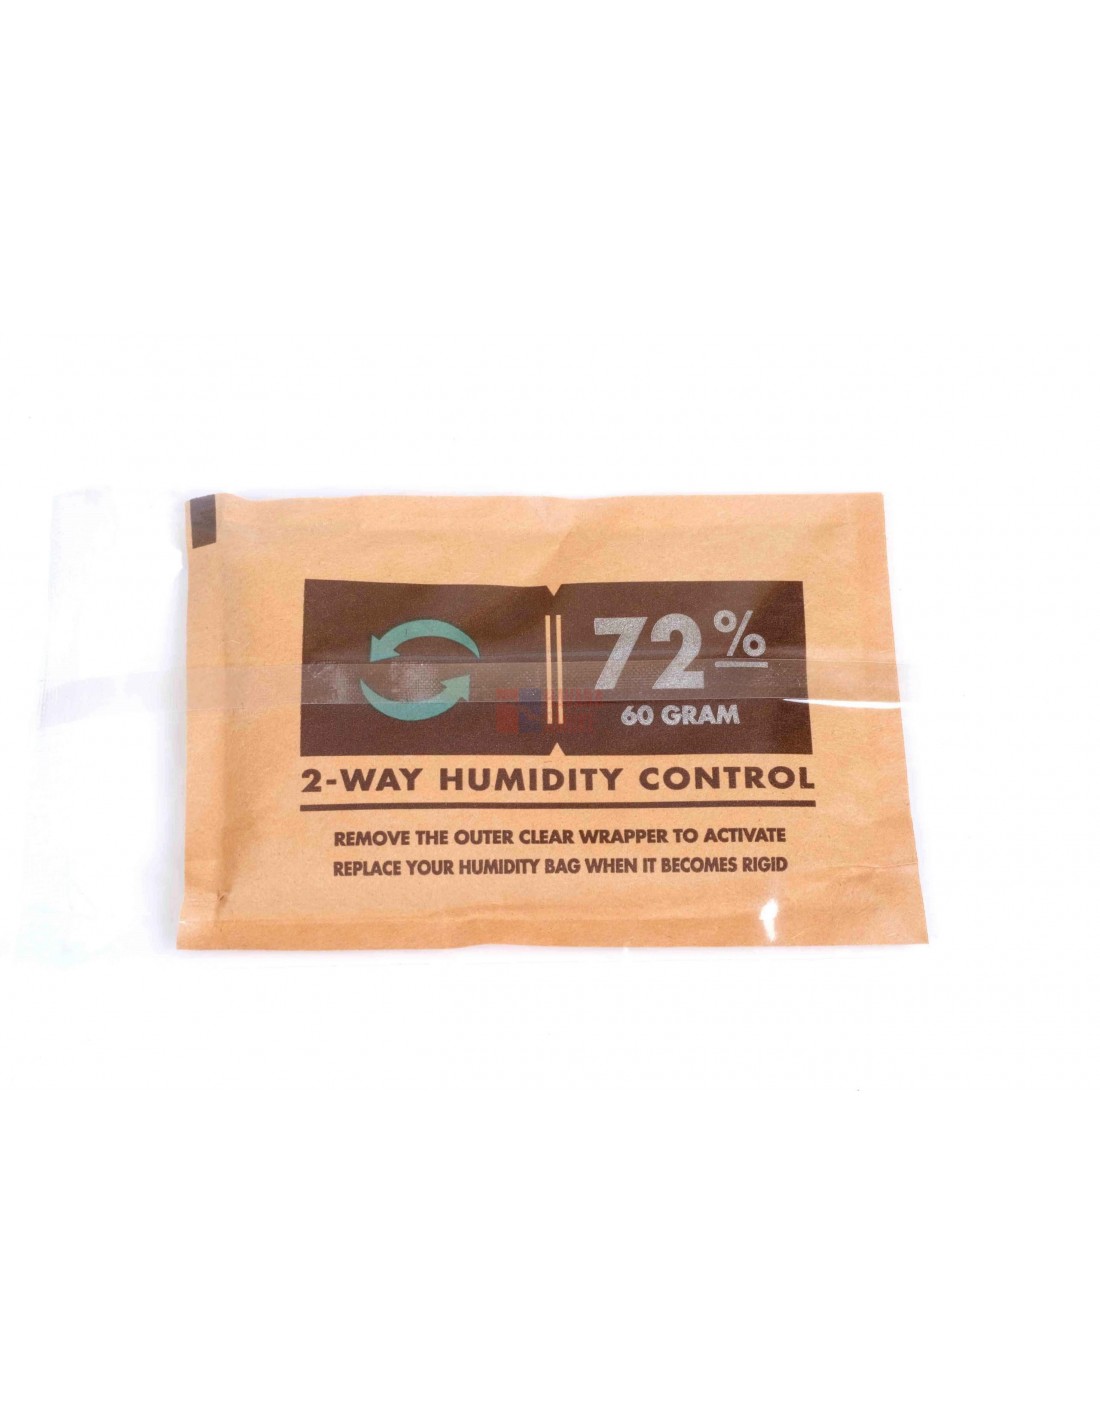 72%
60 GRAM
2-WAY HUMIDITY CONTROL
REMOVE THE OUTER CLEAR WRAPPER TO ACTIVATE
REPLACE YOUR HUMIDITY BAG WHEN IT BECOMES RIGID